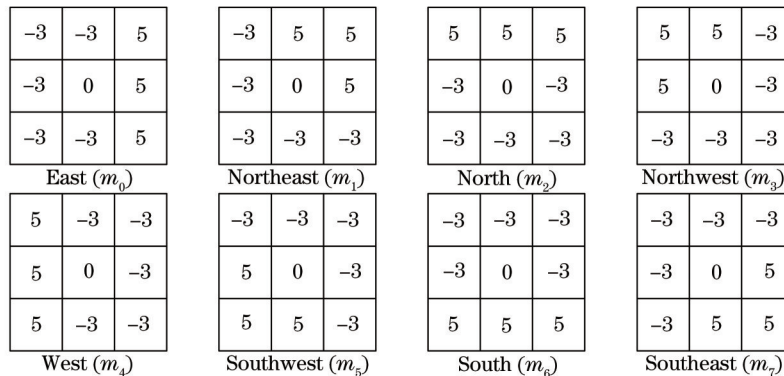 −3 −3 5 −3 5 5 5 5 5 5 5 −3
−3 0 5 −3 0 5 −3 0 −3 5 0 −3
−3 −3 5 −3 −3 −3 −3 −3 −3 −3 −3 −3
East (m₀) Northeast (m₁) North (m₂) Northwest (m₃)
5 −3 −3 −3 −3 −3 −3 −3 −3 −3 −3 −3
5 0 −3 5 0 −3 −3 0 −3 −3 0 5
5 −3 −3 5 5 −3 5 5 5 −3 5 5
West (m₄) Southwest (m₅) South (m₆) Southeast (m₇)